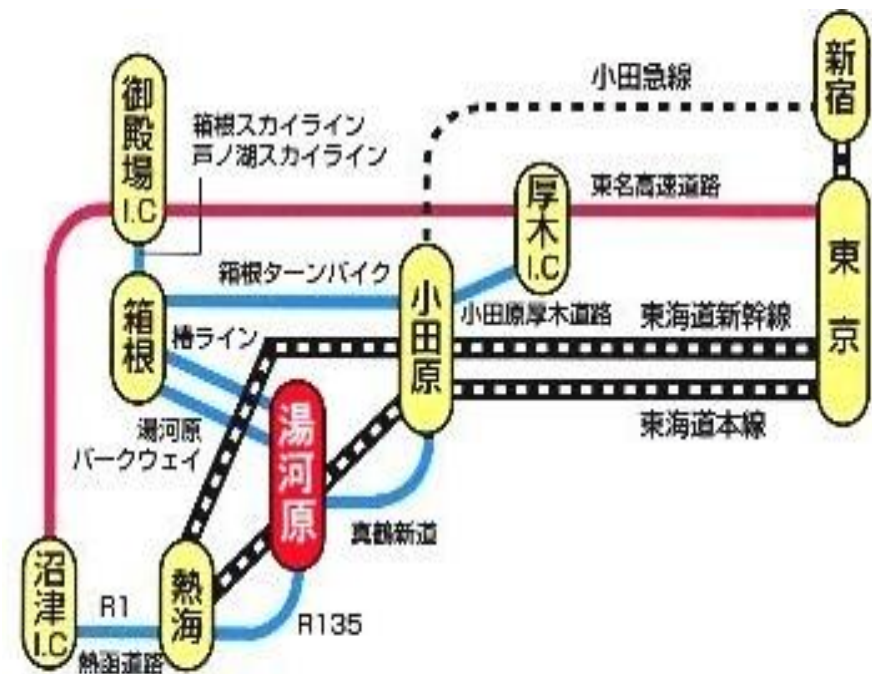 新宿
小田急線
御殿場I.C
箱根スカイライン
芦ノ湖スカイライン
厚木I.C
東名高速道路
東京
箱根ターンパイク
小田原
小田原厚木道路
東海道新幹線
箱根
椿ライン
東海道本線
湯河原
パークウェイ
湯河原
真鶴新道
沼津I.C
R1
熱海
R135
熱函道路